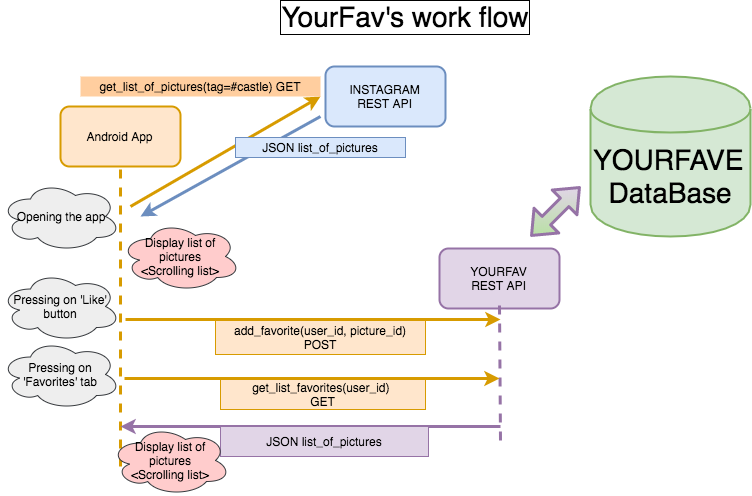 YourFav's work flow
get_list_of_pictures(tag=#castle) GET
INSTAGRAM
REST API
Android App
JSON list_of_pictures
YOURFAVE
DataBase
Opening the app
Display list of
pictures
<Scrolling list>
YOURFAV
REST API
Pressing on 'Like'
button
add_favorite(user_id, picture_id)
POST
Pressing on
'Favorites' tab
get_list_favorites(user_id)
GET
JSON list_of_pictures
Display list of
pictures
<Scrolling list>